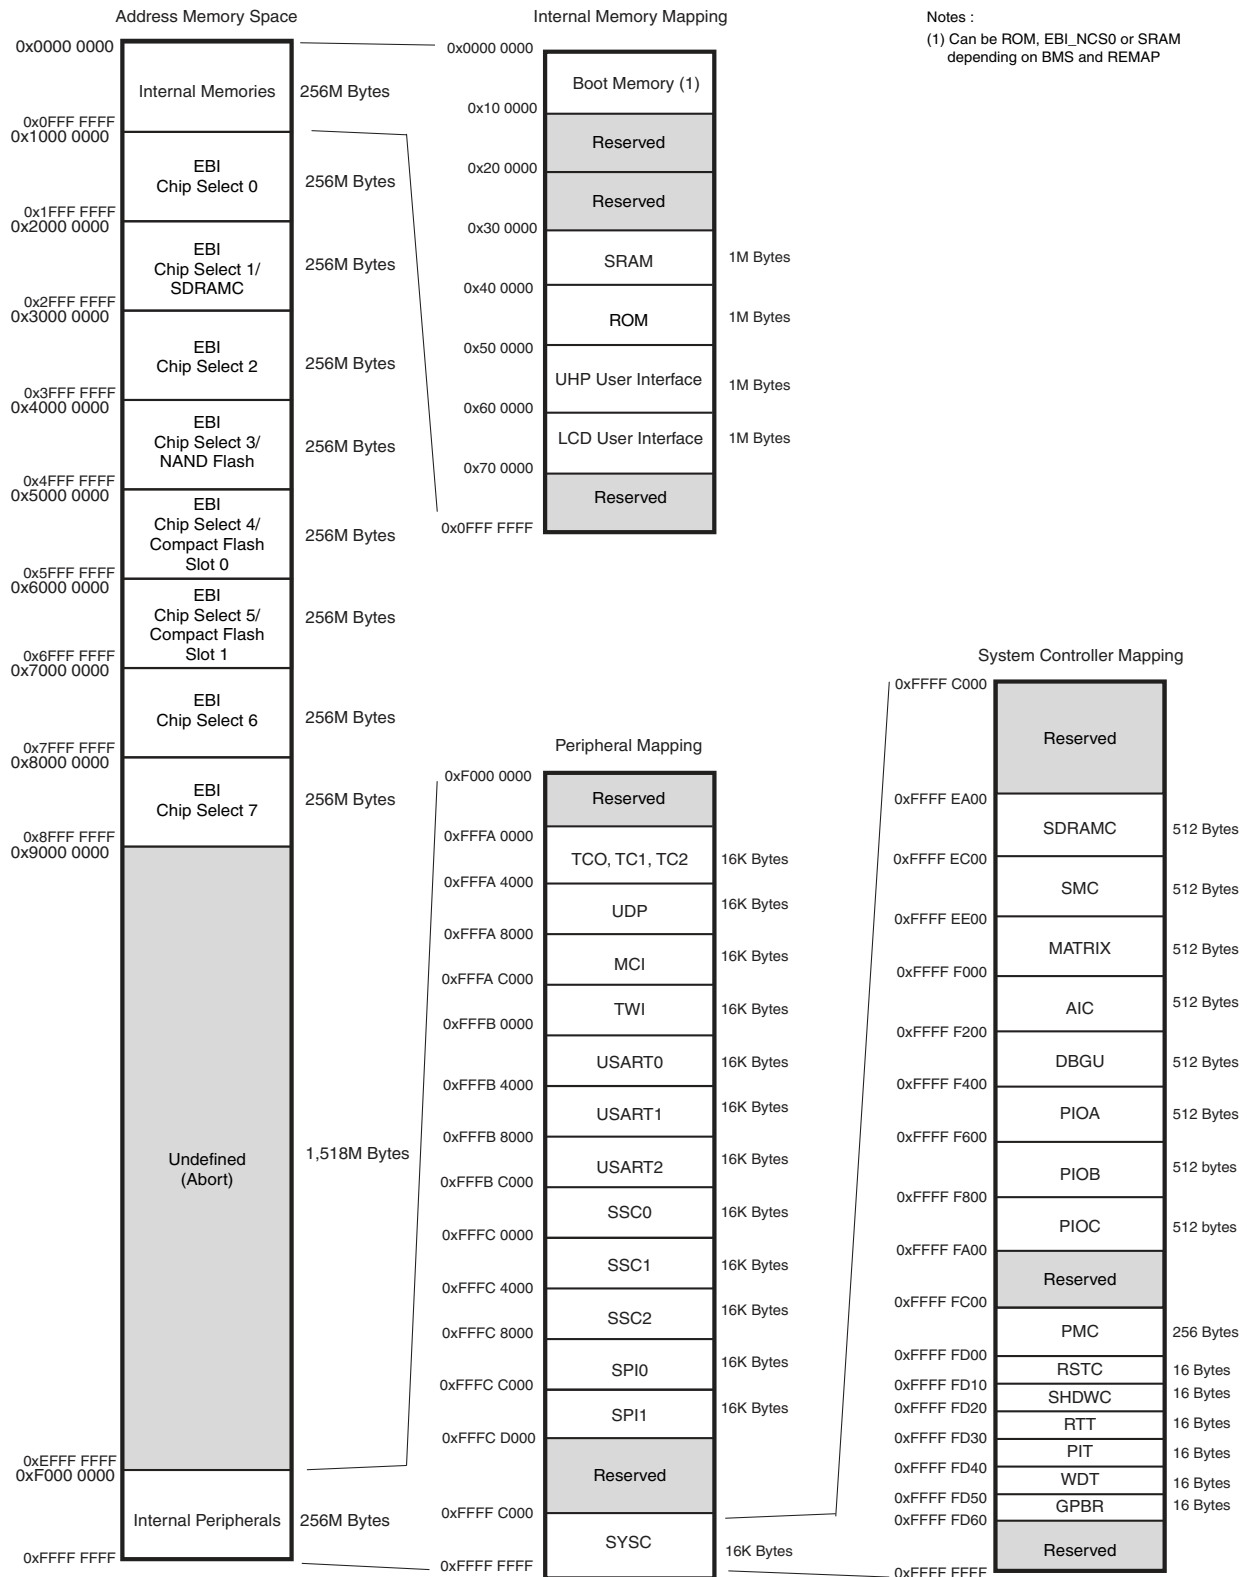 Address Memory Space
0x0000 0000
Internal Memories
256M Bytes
0x0FFF FFFF
0x1000 0000
EBI
Chip Select 0
256M Bytes
0x1FFF FFFF
0x2000 0000
EBI
Chip Select 1/
SDRAMC
256M Bytes
0x2FFF FFFF
0x3000 0000
EBI
Chip Select 2
256M Bytes
0x3FFF FFFF
0x4000 0000
EBI
Chip Select 3/
NAND Flash
256M Bytes
0x4FFF FFFF
0x5000 0000
EBI
Chip Select 4/
Compact Flash
Slot 0
256M Bytes
0x5FFF FFFF
0x6000 0000
EBI
Chip Select 5/
Compact Flash
Slot 1
256M Bytes
0x6FFF FFFF
0x7000 0000
EBI
Chip Select 6
256M Bytes
0x7FFF FFFF
0x8000 0000
EBI
Chip Select 7
256M Bytes
0x8FFF FFFF
0x9000 0000
Undefined
(Abort)
1,518M Bytes
0xEFFF FFFF
0xF000 0000
Internal Peripherals
256M Bytes
0xFFFF FFFF
Internal Memory Mapping
0x0000 0000
Boot Memory (1)
0x10 0000
Reserved
0x20 0000
Reserved
0x30 0000
SRAM
1M Bytes
0x40 0000
ROM
1M Bytes
0x50 0000
UHP User Interface
1M Bytes
0x60 0000
LCD User Interface
1M Bytes
0x70 0000
Reserved
0x0FFF FFFF
Notes :
(1) Can be ROM, EBI_NCS0 or SRAM
depending on BMS and REMAP
Peripheral Mapping
0xF000 0000
Reserved
0xFFFA 0000
TCO, TC1, TC2
16K Bytes
0xFFFA 4000
UDP
16K Bytes
0xFFFA 8000
MCI
16K Bytes
0xFFFA C000
TWI
16K Bytes
0xFFFB 0000
USART0
16K Bytes
0xFFFB 4000
USART1
16K Bytes
0xFFFB 8000
USART2
16K Bytes
0xFFFB C000
SSC0
16K Bytes
0xFFFC 0000
SSC1
16K Bytes
0xFFFC 4000
SSC2
16K Bytes
0xFFFC 8000
SPI0
16K Bytes
0xFFFC C000
SPI1
16K Bytes
0xFFFC D000
Reserved
0xFFFF C000
SYSC
16K Bytes
0xFFFF FFFF
System Controller Mapping
0xFFFF C000
Reserved
0xFFFF EA00
SDRAMC
512 Bytes
0xFFFF EC00
SMC
512 Bytes
0xFFFF EE00
MATRIX
512 Bytes
0xFFFF F000
AIC
512 Bytes
0xFFFF F200
DBGU
512 Bytes
0xFFFF F400
PIOA
512 Bytes
0xFFFF F600
PIOB
512 bytes
0xFFFF F800
PIOC
512 bytes
0xFFFF FA00
Reserved
0xFFFF FC00
PMC
256 Bytes
0xFFFF FD00
RSTC
16 Bytes
0xFFFF FD10
SHDWC
16 Bytes
0xFFFF FD20
RTT
16 Bytes
0xFFFF FD30
PIT
16 Bytes
0xFFFF FD40
WDT
16 Bytes
0xFFFF FD50
GPBR
16 Bytes
0xFFFF FD60
Reserved
0xFFFF FFFF